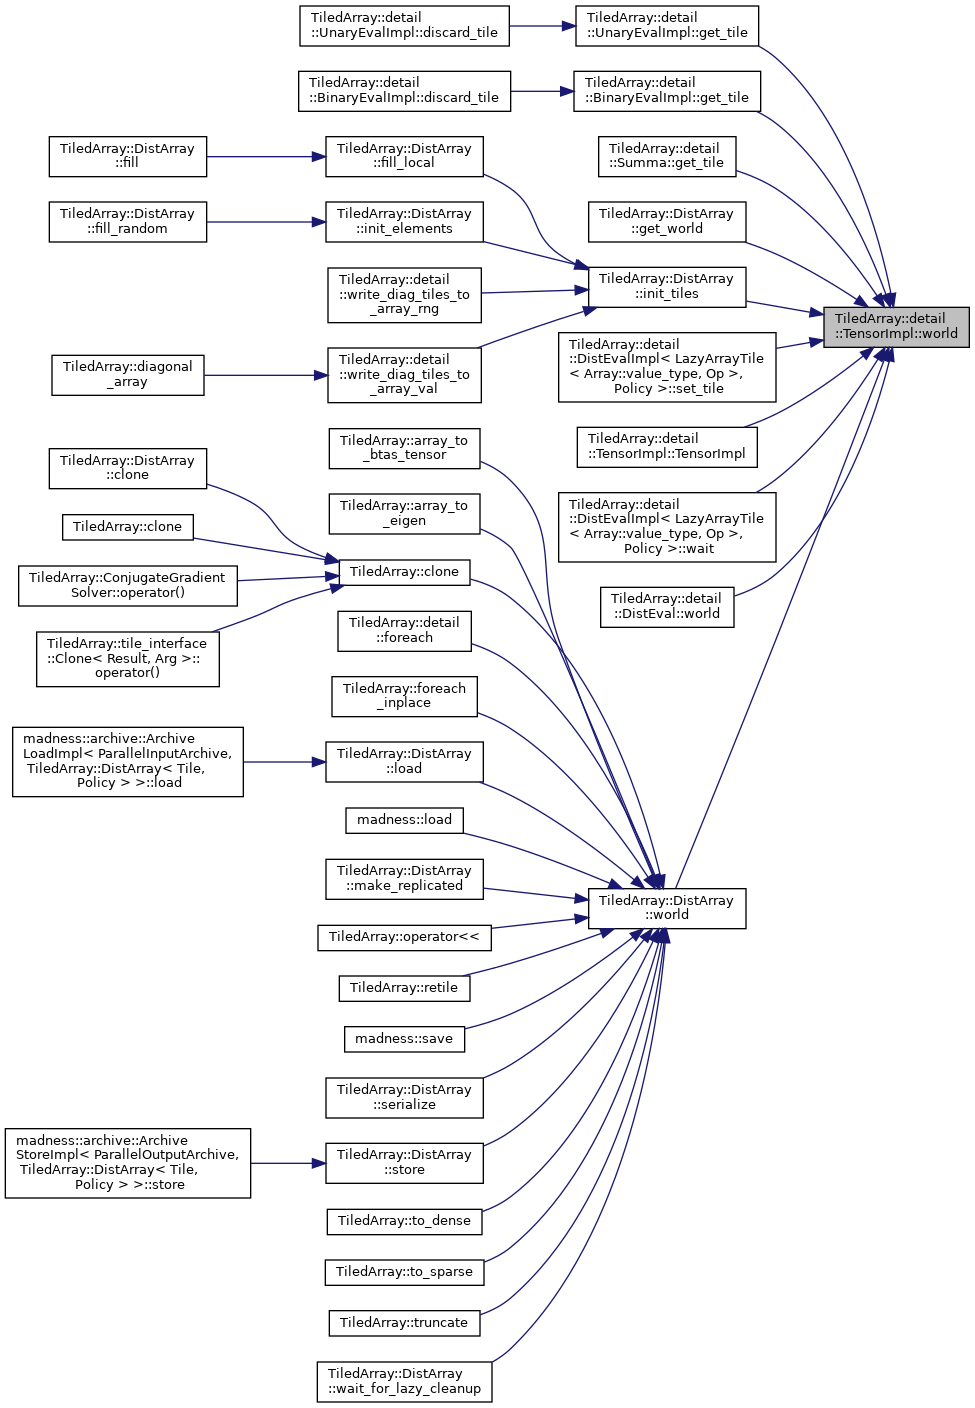 TiledArray::detail
::UnaryEvalImpl::discard_tile
TiledArray::detail
::UnaryEvalImpl::get_tile
TiledArray::detail
::BinaryEvalImpl::discard_tile
TiledArray::detail
::BinaryEvalImpl::get_tile
TiledArray::DistArray
::fill
TiledArray::DistArray
::fill_local
TiledArray::detail
::Summa::get_tile
TiledArray::DistArray
::fill_random
TiledArray::DistArray
::init_elements
TiledArray::DistArray
::get_world
TiledArray::detail
::write_diag_tiles_to
_array_rng
TiledArray::DistArray
::init_tiles
TiledArray::detail
::TensorImpl::world
TiledArray::diagonal
_array
TiledArray::detail
::write_diag_tiles_to
_array_val
TiledArray::detail
::DistEvalImpl< LazyArrayTile
< Array::value_type, Op >,
Policy >::set_tile
TiledArray::array_to
_btas_tensor
TiledArray::detail
::TensorImpl::TensorImpl
TiledArray::DistArray
::clone
TiledArray::array_to
_eigen
TiledArray::detail
::DistEvalImpl< LazyArrayTile
< Array::value_type, Op >,
Policy >::wait
TiledArray::clone
TiledArray::clone
TiledArray::ConjugateGradient
Solver::operator()
TiledArray::detail
::DistEval::world
TiledArray::tile_interface
::Clone< Result, Arg >::
operator()
TiledArray::detail
::foreach
TiledArray::foreach
_inplace
madness::archive::Archive
LoadImpl< ParallelInputArchive,
TiledArray::DistArray< Tile,
Policy > >::load
TiledArray::DistArray
::load
madness::load
TiledArray::DistArray
::make_replicated
TiledArray::DistArray
::world
TiledArray::operator<<
TiledArray::retile
madness::save
TiledArray::DistArray
::serialize
madness::archive::Archive
StoreImpl< ParallelOutputArchive,
TiledArray::DistArray< Tile,
Policy > >::store
TiledArray::DistArray
::store
TiledArray::to_dense
TiledArray::to_sparse
TiledArray::truncate
TiledArray::DistArray
::wait_for_lazy_cleanup